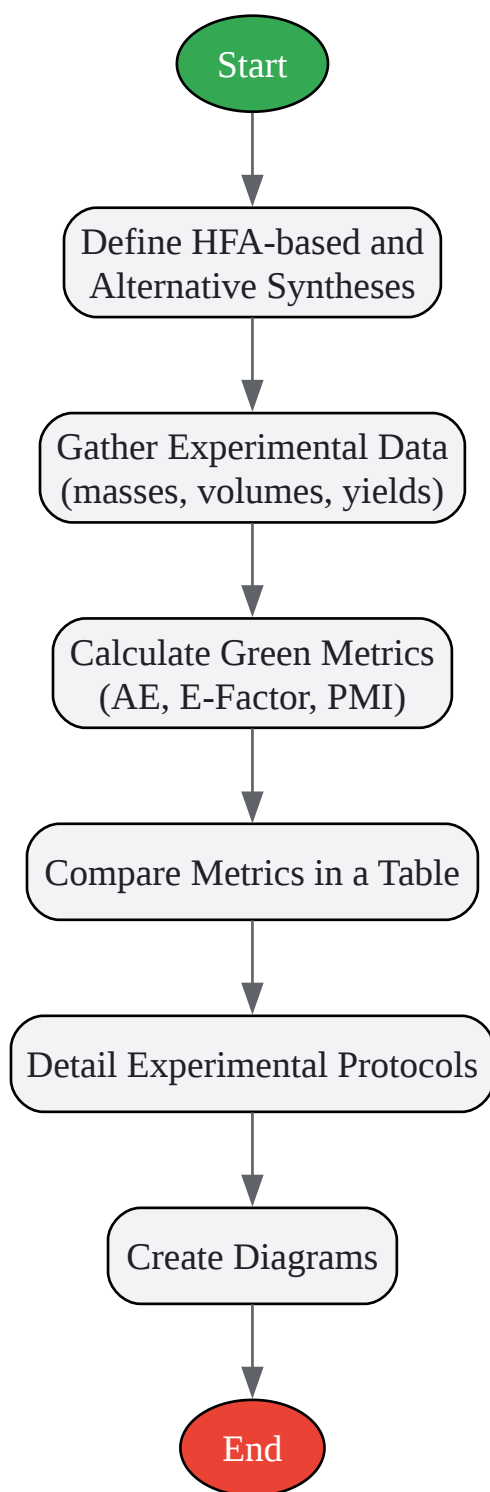 Start
Define HFA-based and
Alternative Syntheses
Gather Experimental Data
(masses, volumes, yields)
Calculate Green Metrics
(AE, E-Factor, PMI)
Compare Metrics in a Table
Detail Experimental Protocols
Create Diagrams
End